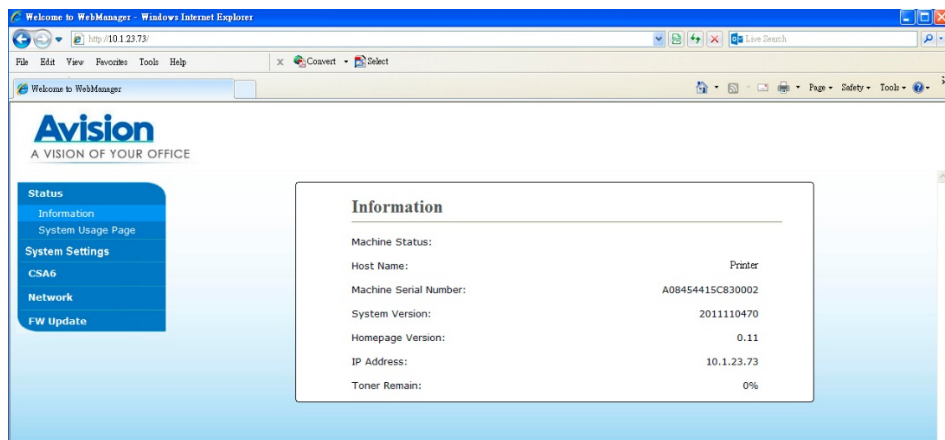 Welcome to WebManager - Windows Internet Explorer
http://10.1.23.73/
Live Search
File Edit View Favorites Tools Help
x Convert Select
Welcome to WebManager
Page Safety Tools
Avision
A VISION OF YOUR OFFICE
Status
Information
System Usage Page
System Settings
CSA6
Network
FW Update
Information
Machine Status:
Host Name: Printer
Machine Serial Number: A08454415C830002
System Version: 2011110470
Homepage Version: 0.11
IP Address: 10.1.23.73
Toner Remain: 0%